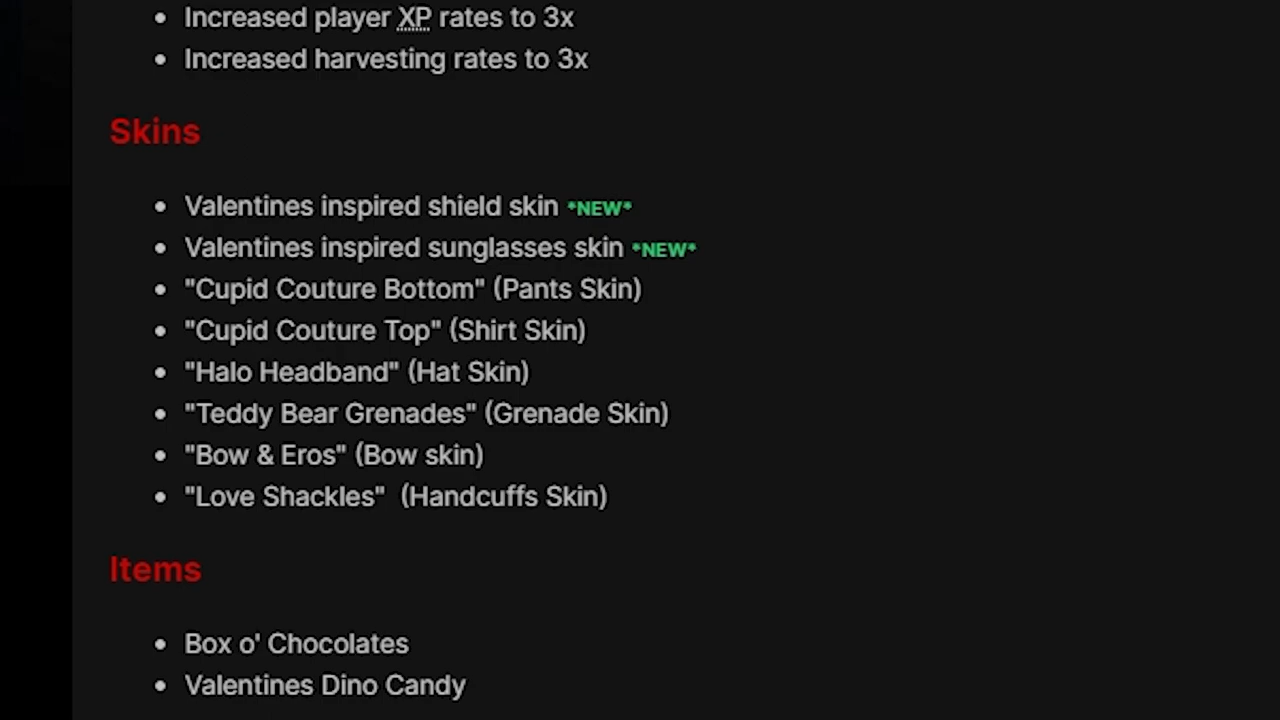 Increased player XP rates to 3x
Increased harvesting rates to 3x
Skins
Valentines inspired shield skin *NEW*
Valentines inspired sunglasses skin *NEW*
"Cupid Couture Bottom" (Pants Skin)
"Cupid Couture Top" (Shirt Skin)
"Halo Headband" (Hat Skin)
"Teddy Bear Grenades" (Grenade Skin)
"Bow & Eros" (Bow skin)
"Love Shackles"  (Handcuffs Skin)
Items
Box o' Chocolates
Valentines Dino Candy